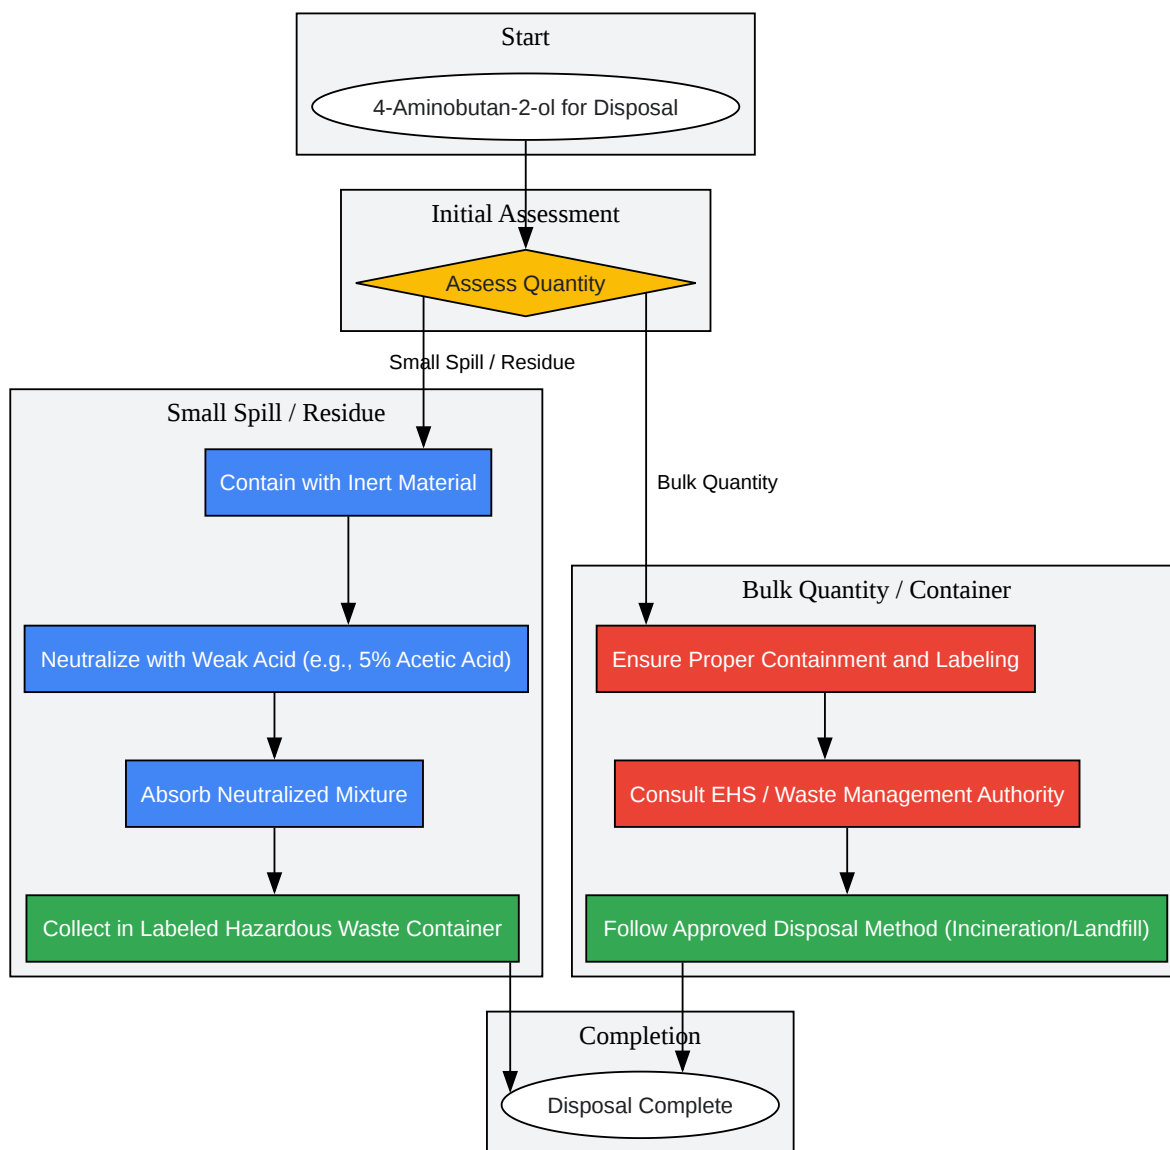 Start
4-Aminobutan-2-ol for Disposal
Initial Assessment
Assess Quantity
Small Spill / Residue
Small Spill / Residue
Contain with Inert Material
Bulk Quantity
Bulk Quantity / Container
Neutralize with Weak Acid (e.g., 5% Acetic Acid)
Ensure Proper Containment and Labeling
Absorb Neutralized Mixture
Consult EHS / Waste Management Authority
Collect in Labeled Hazardous Waste Container
Follow Approved Disposal Method (Incineration/Landfill)
Completion
Disposal Complete